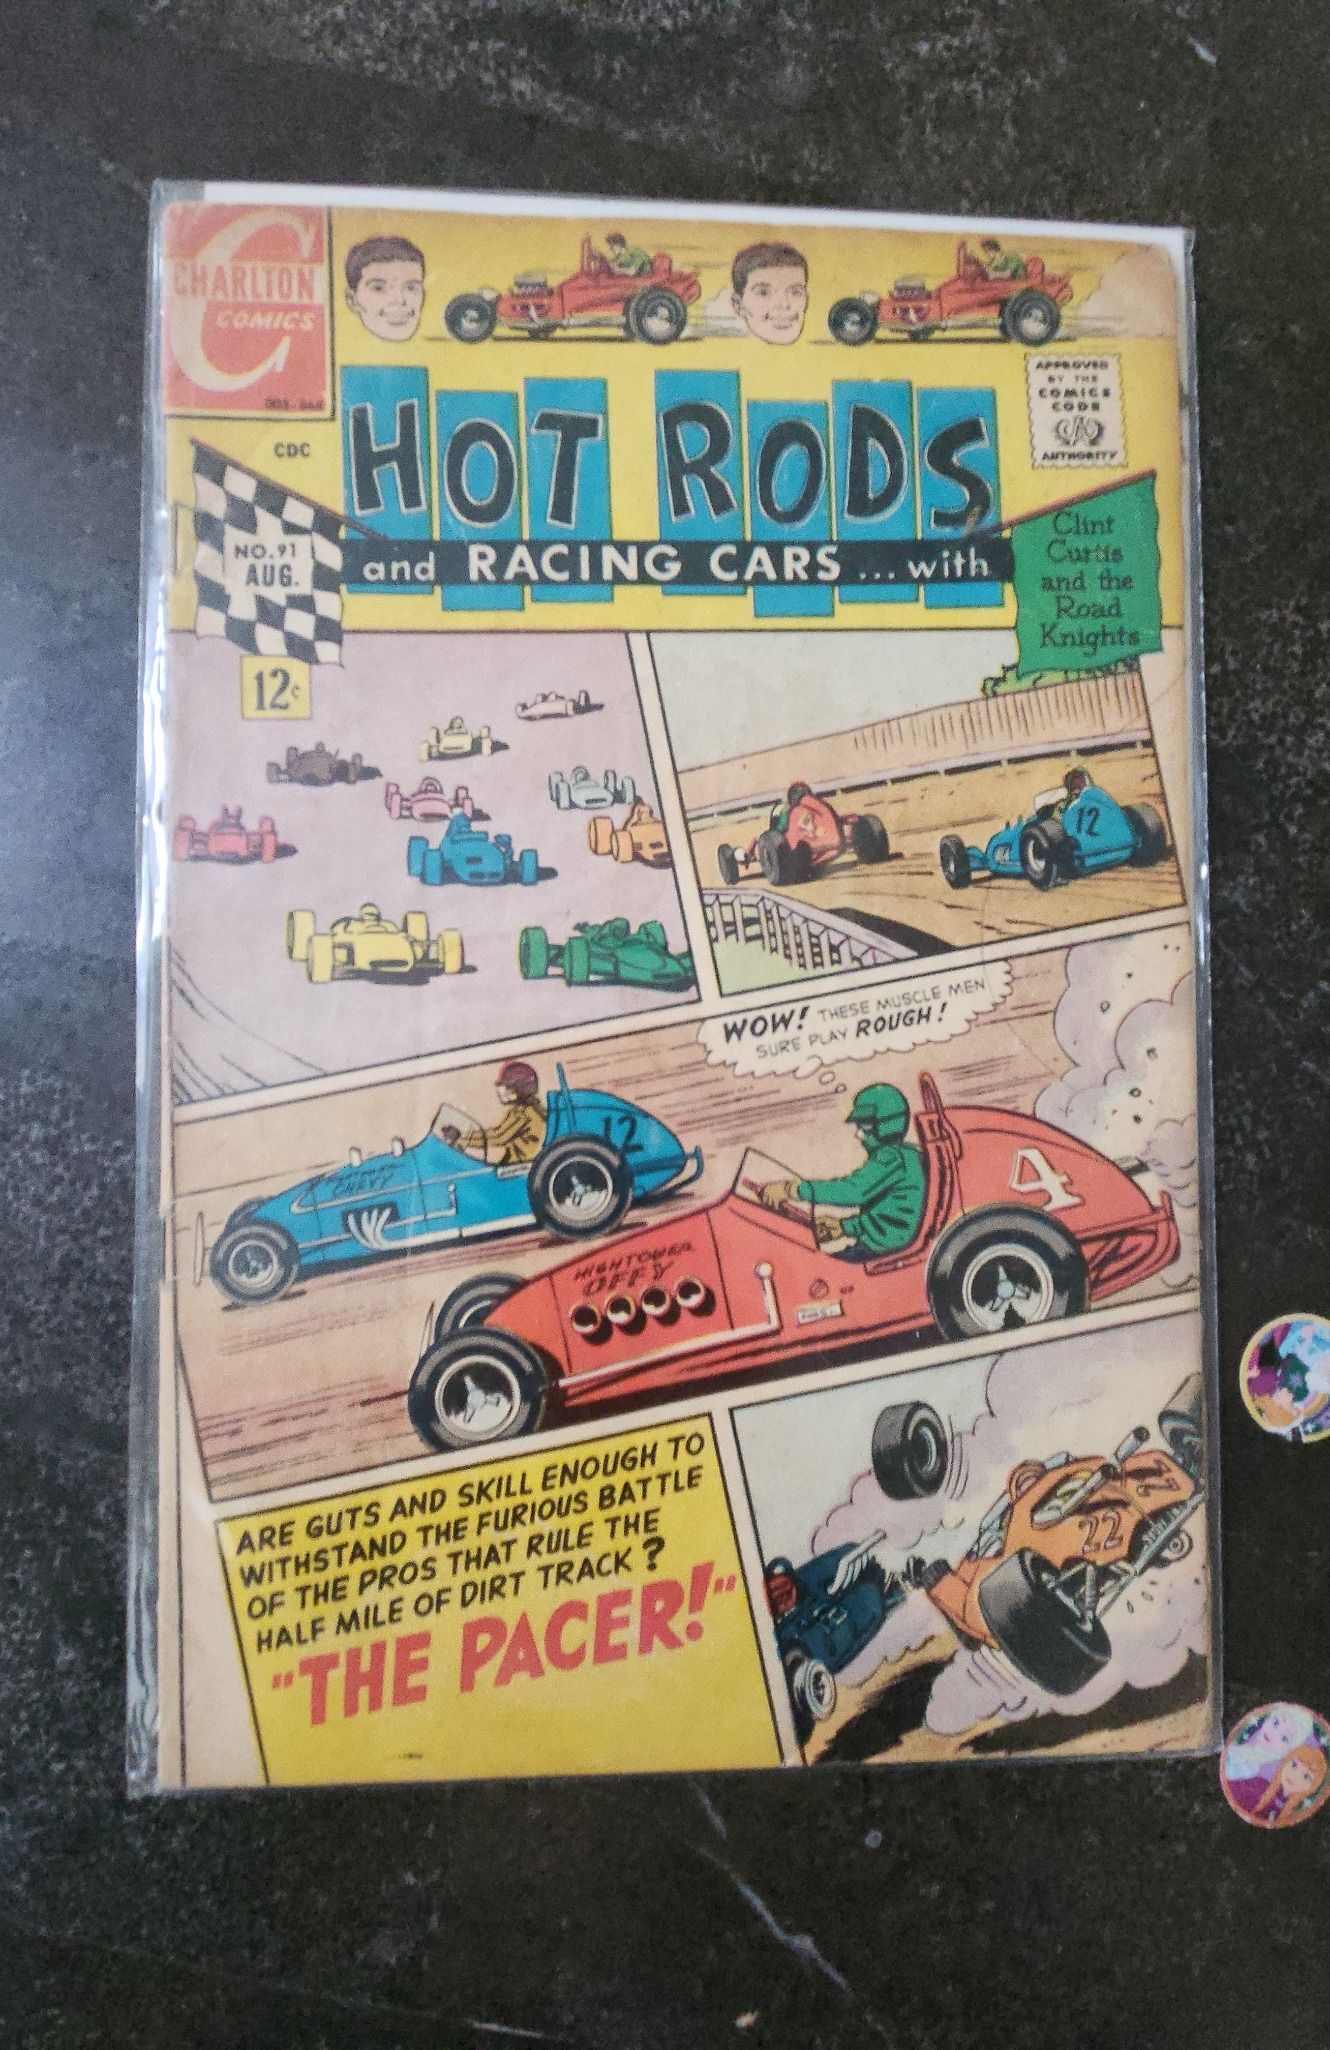 CHARLTON
COMICS
CDC
HOT RODS
APPROVED
BY THE
COMICS
CODE
AUTHORITY
and RACING CARS ... with
NO. 91
AUG.
12¢
Clint
Curtis
and the
Road
Knights
4
12
WOW! THESE MUSCLE MEN
SURE PLAY ROUGH!
12
CHEVY
4
HIGHTOWER
OFFY
ARE GUTS AND SKILL ENOUGH TO
WITHSTAND THE FURIOUS BATTLE
OF THE PROS THAT RULE THE
HALF MILE OF DIRT TRACK?
"THE PACER!"
22
22